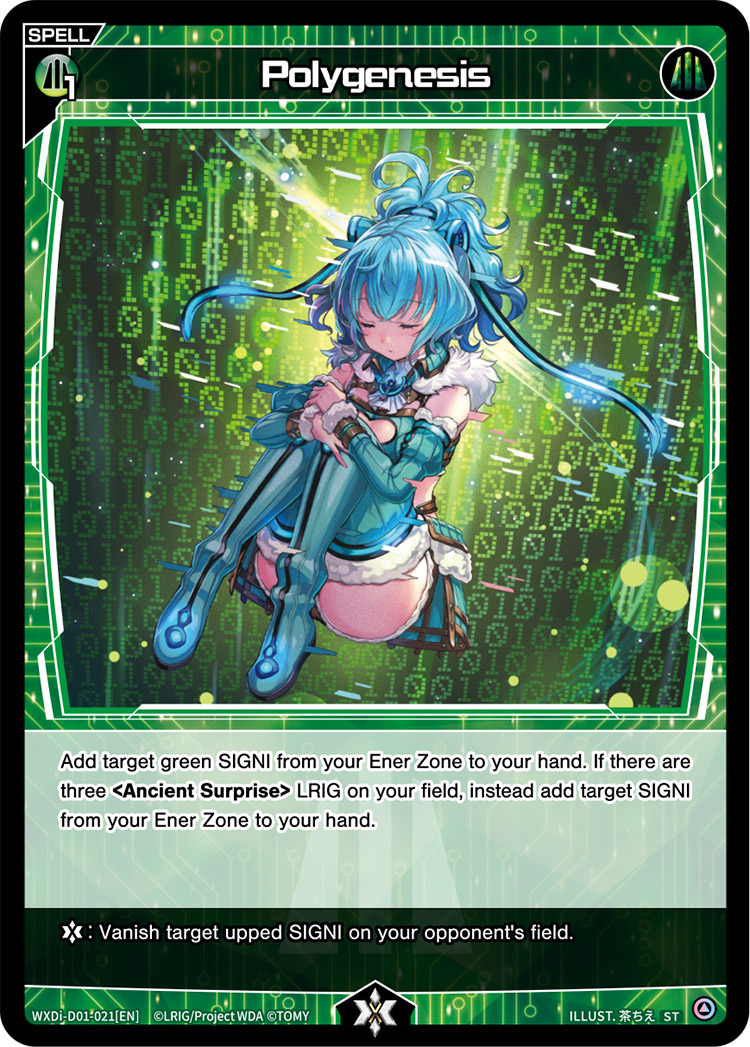 SPELL
1
Polygenesis
Add target green SIGNI from your Ener Zone to your hand. If there are
three <Ancient Surprise> LRIG on your field, instead add target SIGNI
from your Ener Zone to your hand.
: Vanish target upped SIGNI on your opponent's field.
WXDi-D01-021[EN] ©LRIG/Project WDA ©TOMY
ILLUST. 茶ちえ ST